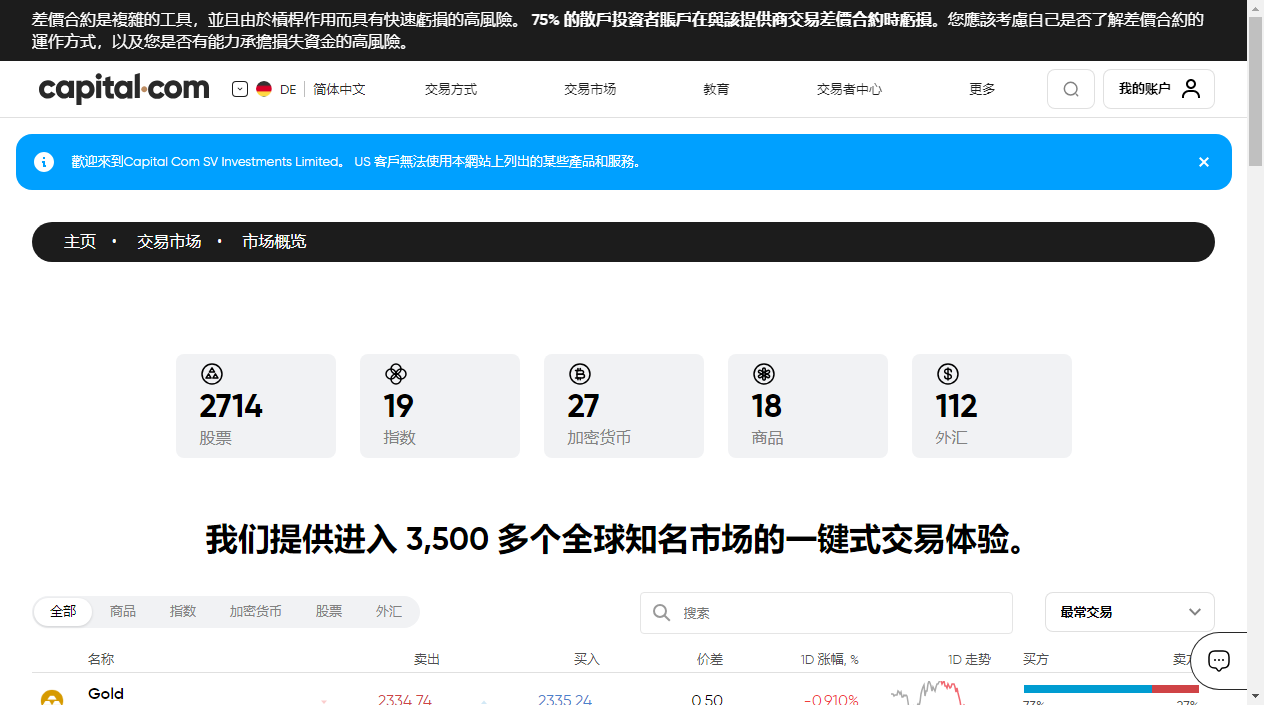 差價合約是複雜的工具，並且由於槓桿作用而具有快速虧損的高風險。 75% 的散戶投資者賬戶在與該提供商交易差價合約時虧損。您應該考慮自己是否了解差價合約的
運作方式，以及您是否有能力承擔損失資金的高風險。
capital.com DE 简体中文 交易方式 交易市场 教育 交易者中心 更多 我的账户
歡迎來到Capital Com SV Investments Limited。 US 客戶無法使用本網站上列出的某些產品和服務。
主页 • 交易市场 • 市场概览
2714 19 27 18 112
股票 指数 加密货币 商品 外汇
我们提供进入 3,500 多个全球知名市场的一键式交易体验。
全部 商品 指数 加密货币 股票 外汇 搜索 最常交易
名称 卖出 买入 价差 1D 涨幅, % 1D 走势 买方
Gold 2334.74 2335.24 0.50 -0.910%